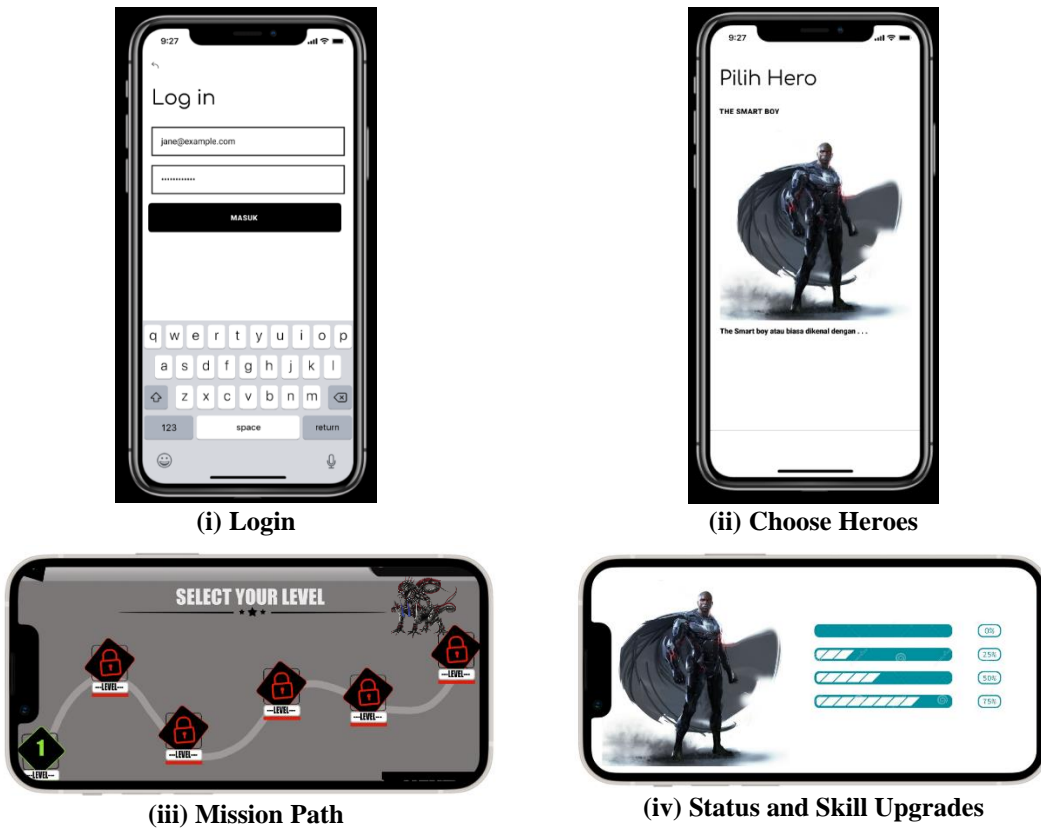 9:27
Log in
jane@example.com
••••••••••••
MASUK
q w e r t y u i o p
a s d f g h j k l
z x c v b n m
123 space return
(i) Login
9:27
Pilih Hero
THE SMART BOY
The Smart boy atau biasa dikenal dengan . . .
(ii) Choose Heroes
SELECT YOUR LEVEL
---LEVEL---
---LEVEL---
---LEVEL---
---LEVEL---
---LEVEL---
1
---LEVEL---
(iii) Mission Path
0%
25%
50%
75%
(iv) Status and Skill Upgrades